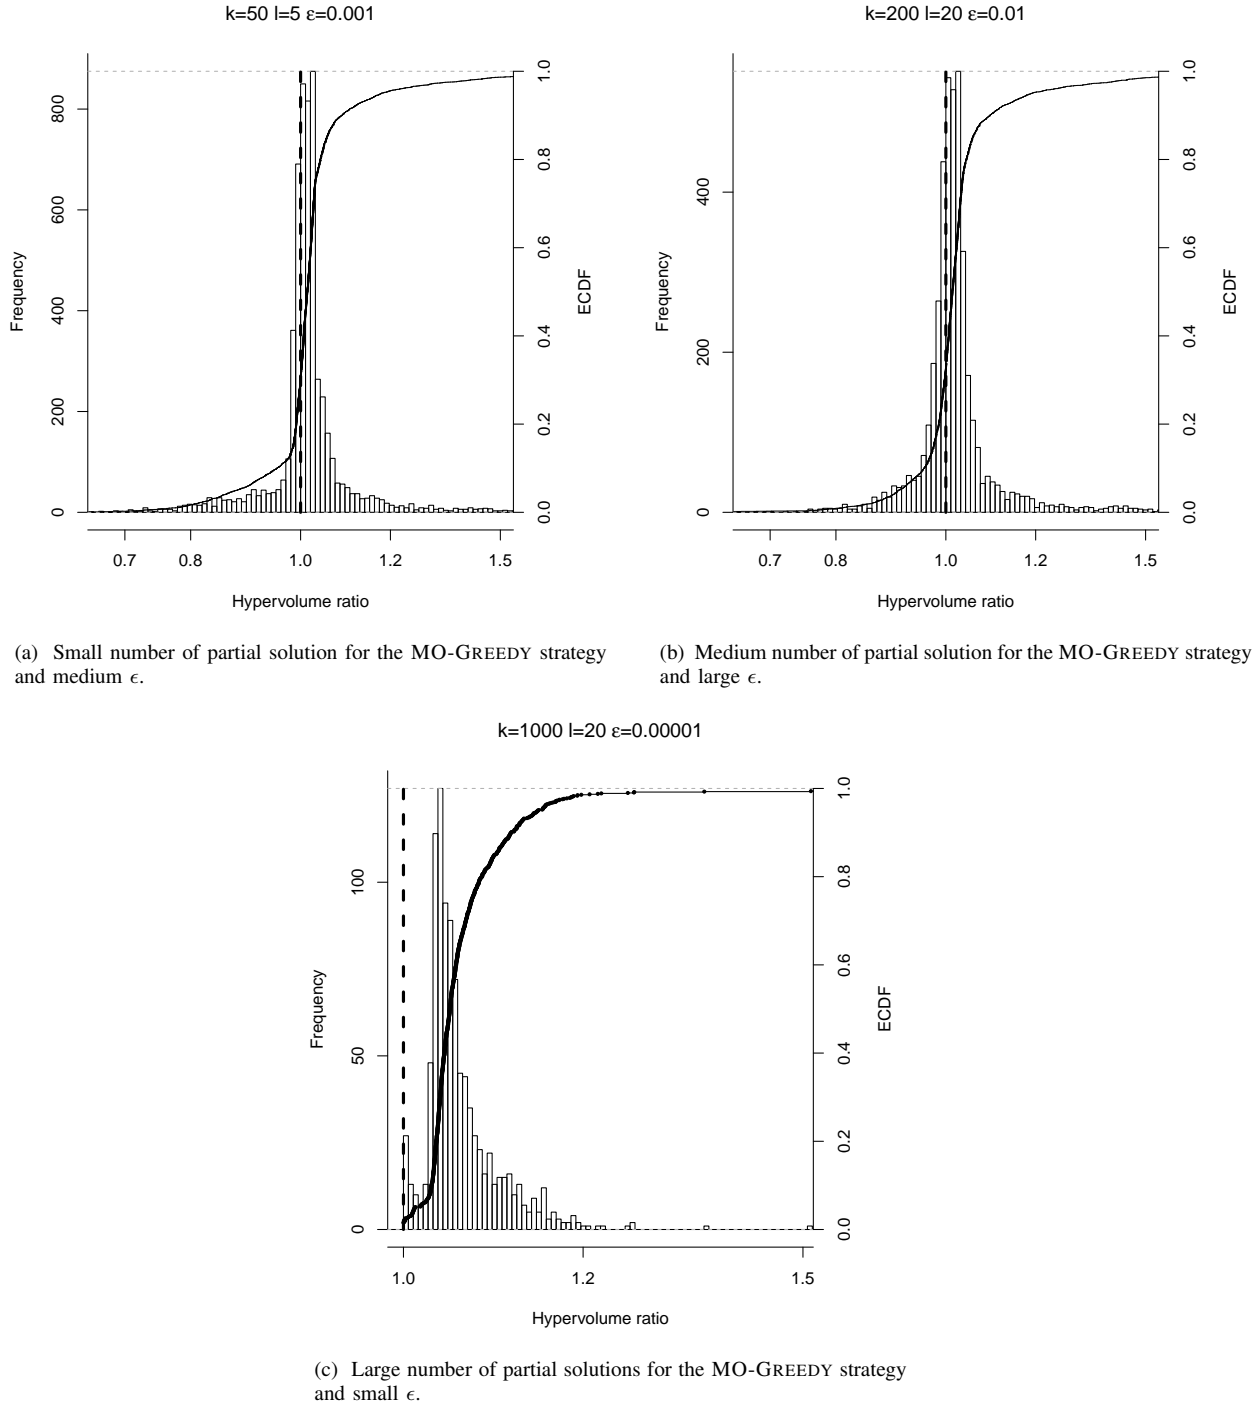 k=50 l=5 ε=0.001
Frequency
0
200
400
600
800
0.0
0.2
0.4
0.6
0.8
1.0
ECDF
0.7
0.8
1.0
1.2
1.5
Hypervolume ratio
(a) Small number of partial solution for the MO-GREEDY strategy
and medium ϵ.
k=200 l=20 ε=0.01
Frequency
0
200
400
0.0
0.2
0.4
0.6
0.8
1.0
ECDF
0.7
0.8
1.0
1.2
1.5
Hypervolume ratio
(b) Medium number of partial solution for the MO-GREEDY strategy
and large ϵ.
k=1000 l=20 ε=0.00001
Frequency
0
50
100
0.0
0.2
0.4
0.6
0.8
1.0
ECDF
1.0
1.2
1.5
Hypervolume ratio
(c) Large number of partial solutions for the MO-GREEDY strategy
and small ϵ.